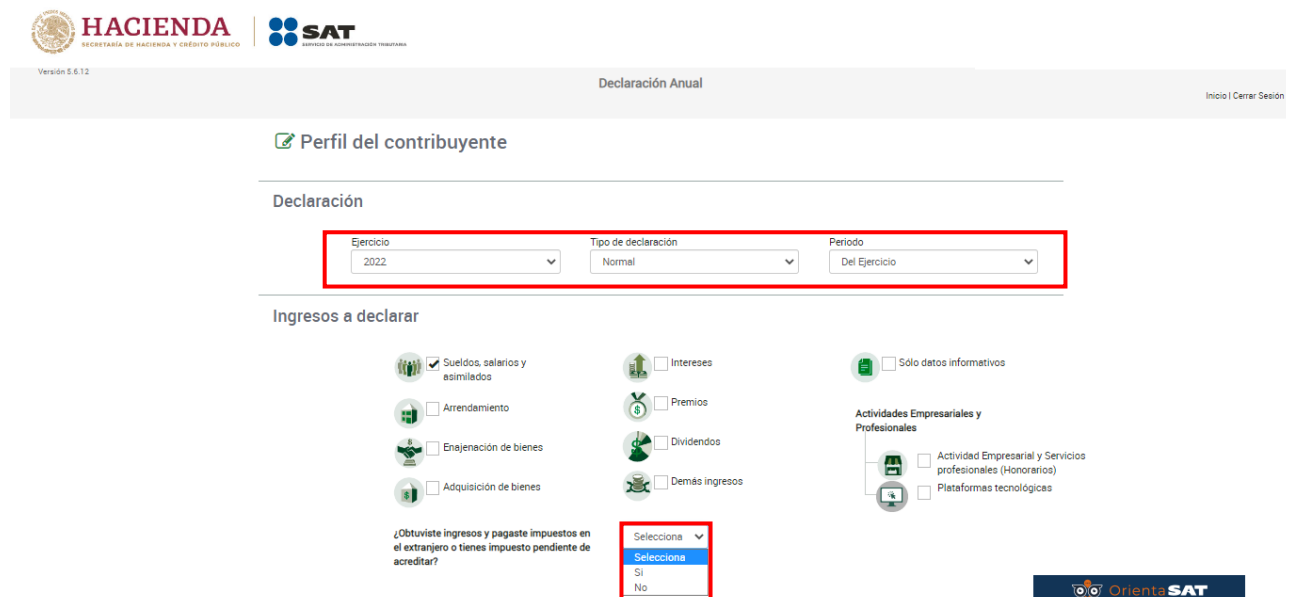 HACIENDA
SECRETARÍA DE HACIENDA Y CRÉDITO PÚBLICO
SAT
SERVICIO DE ADMINISTRACIÓN TRIBUTARIA
Versión 5.6.12
Declaración Anual
Inicio | Cerrar Sesión
Perfil del contribuyente
Declaración
Ejercicio
2022
Tipo de declaración
Normal
Periodo
Del Ejercicio
Ingresos a declarar
Sueldos, salarios y
asimilados
Arrendamiento
Enajenación de bienes
Adquisición de bienes
Intereses
Premios
Dividendos
Demás ingresos
Sólo datos informativos
Actividades Empresariales y
Profesionales
Actividad Empresarial y Servicios
profesionales (Honorarios)
Plataformas tecnológicas
¿Obtuviste ingresos y pagaste impuestos en
el extranjero o tienes impuesto pendiente de
acreditar?
Selecciona
Selecciona
Si
No
OrientaSAT